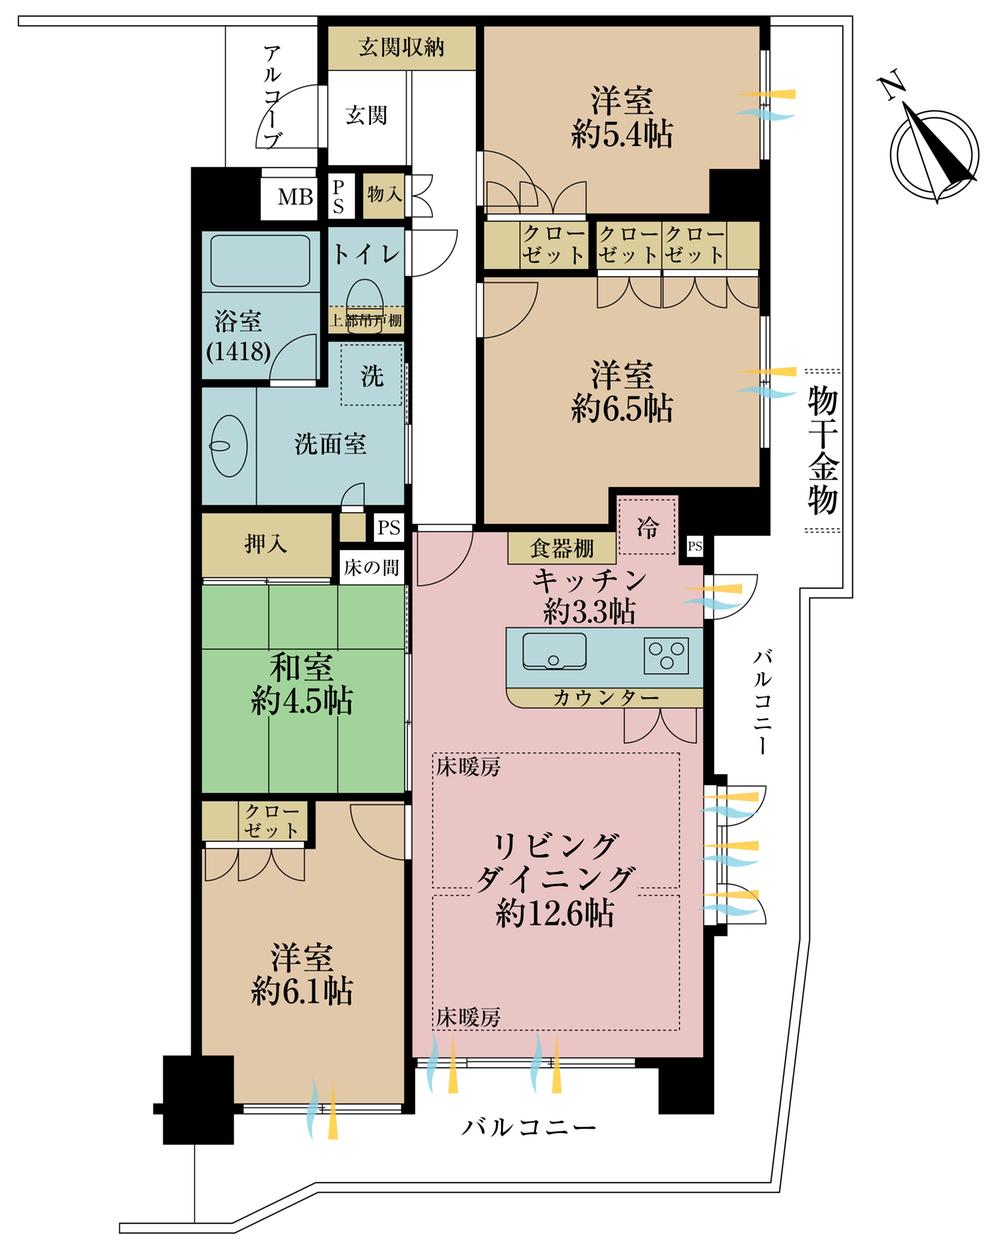 アルコーブ
玄関収納
玄関
洋室
約5.4帖
N
MB
PS
物入
トイレ
上部吊戸棚
クローゼット
クローゼット
クローゼット
浴室
(1418)
洗
洗面室
洋室
約6.5帖
物干金物
押入
PS
床の間
食器棚
冷
PS
キッチン
約3.3帖
カウンター
和室
約4.5帖
バルコニー
床暖房
クローゼット
リビング
ダイニング
約12.6帖
洋室
約6.1帖
床暖房
バルコニー